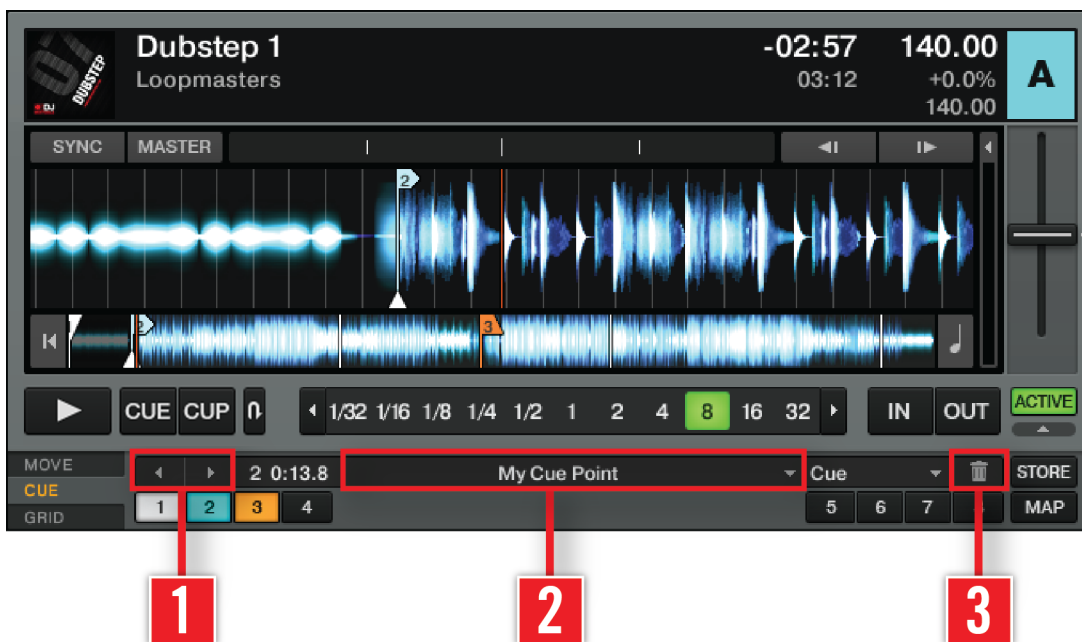 DJ
DUBSTEP
DJ
Dubstep 1
Loopmasters
-02:57
03:12
140.00
+0.0%
140.00
A
SYNC MASTER
2
2
3
CUE CUP
1/32 1/16 1/8 1/4 1/2 1 2 4 8 16 32
IN OUT
ACTIVE
MOVE
CUE
GRID
2 0:13.8
My Cue Point
Cue
STORE
1 2 3 4
5 6 7
MAP
1
2
3